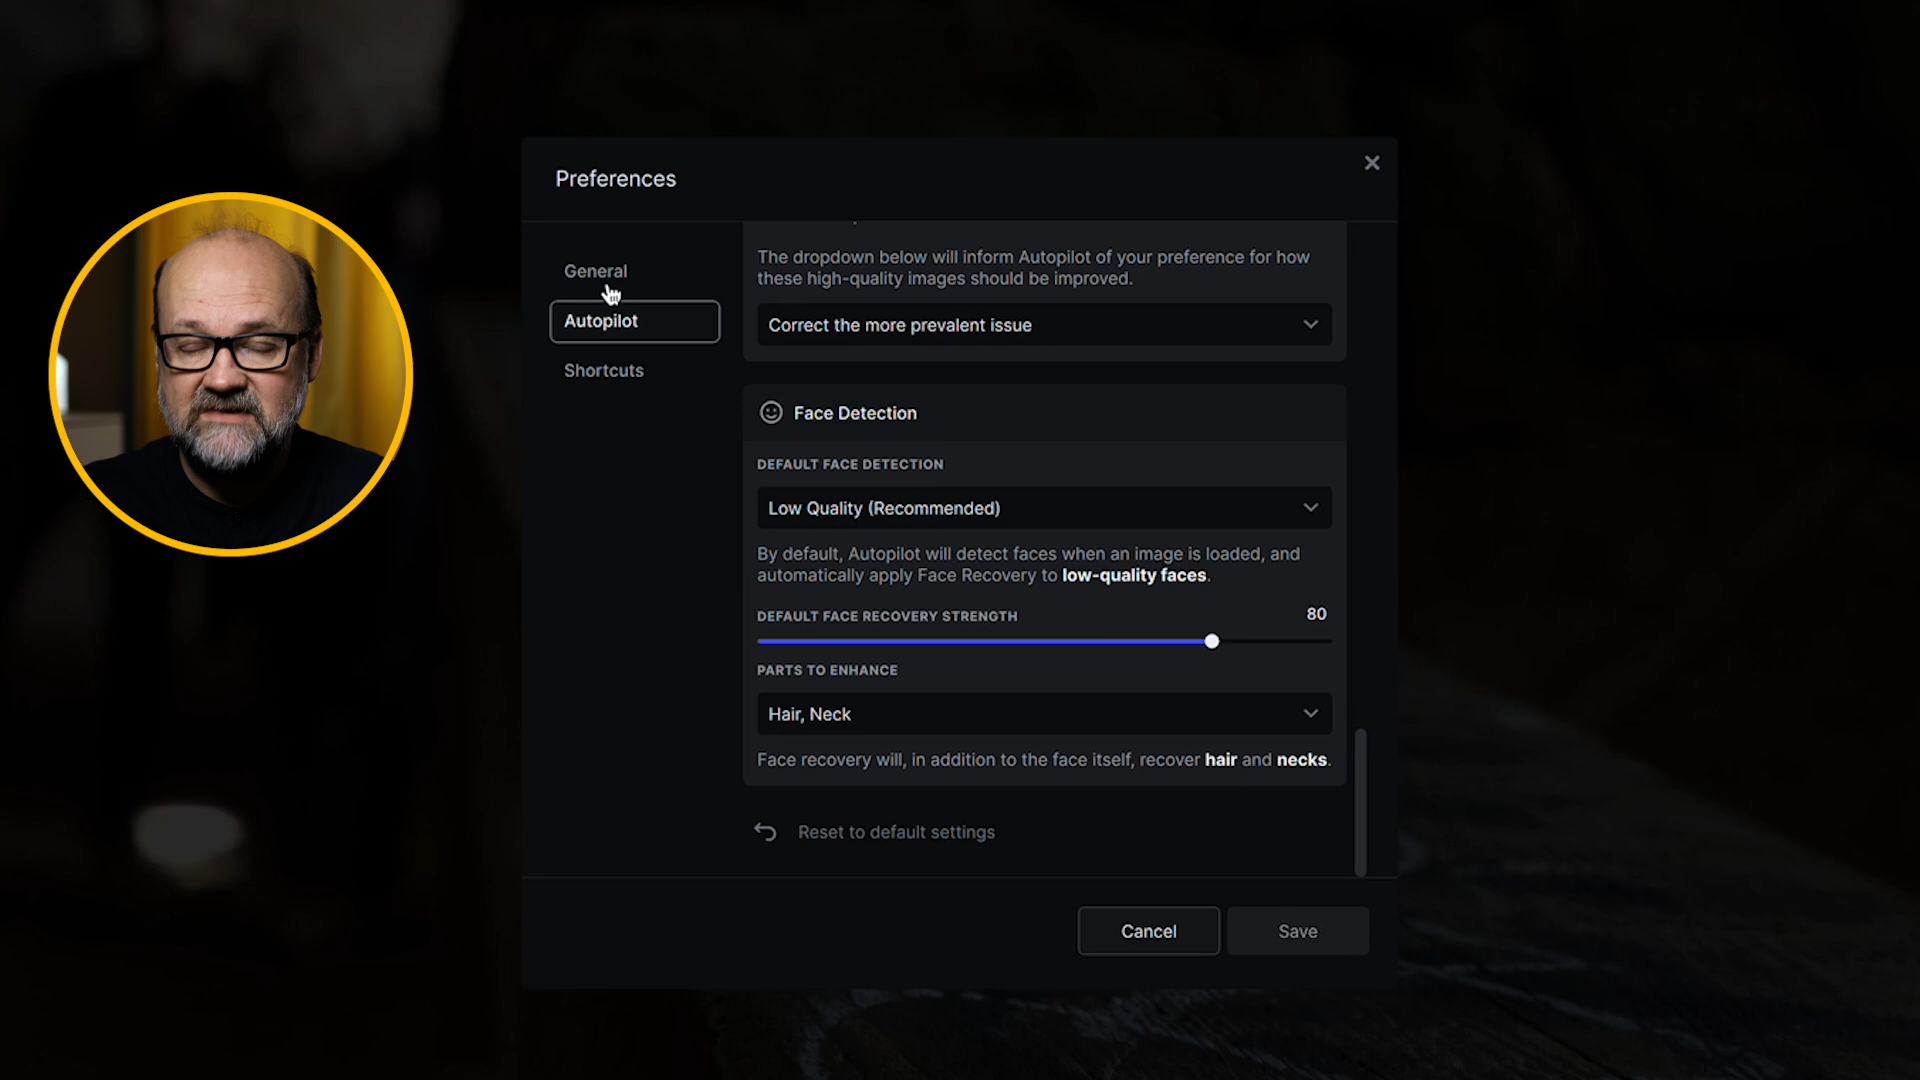 Preferences
General
Autopilot
Shortcuts
The dropdown below will inform Autopilot of your preference for how
these high-quality images should be improved.
Correct the more prevalent issue
Face Detection
DEFAULT FACE DETECTION
Low Quality (Recommended)
By default, Autopilot will detect faces when an image is loaded, and
automatically apply Face Recovery to low-quality faces.
DEFAULT FACE RECOVERY STRENGTH
80
PARTS TO ENHANCE
Hair, Neck
Face recovery will, in addition to the face itself, recover hair and necks.
Reset to default settings
Cancel
Save